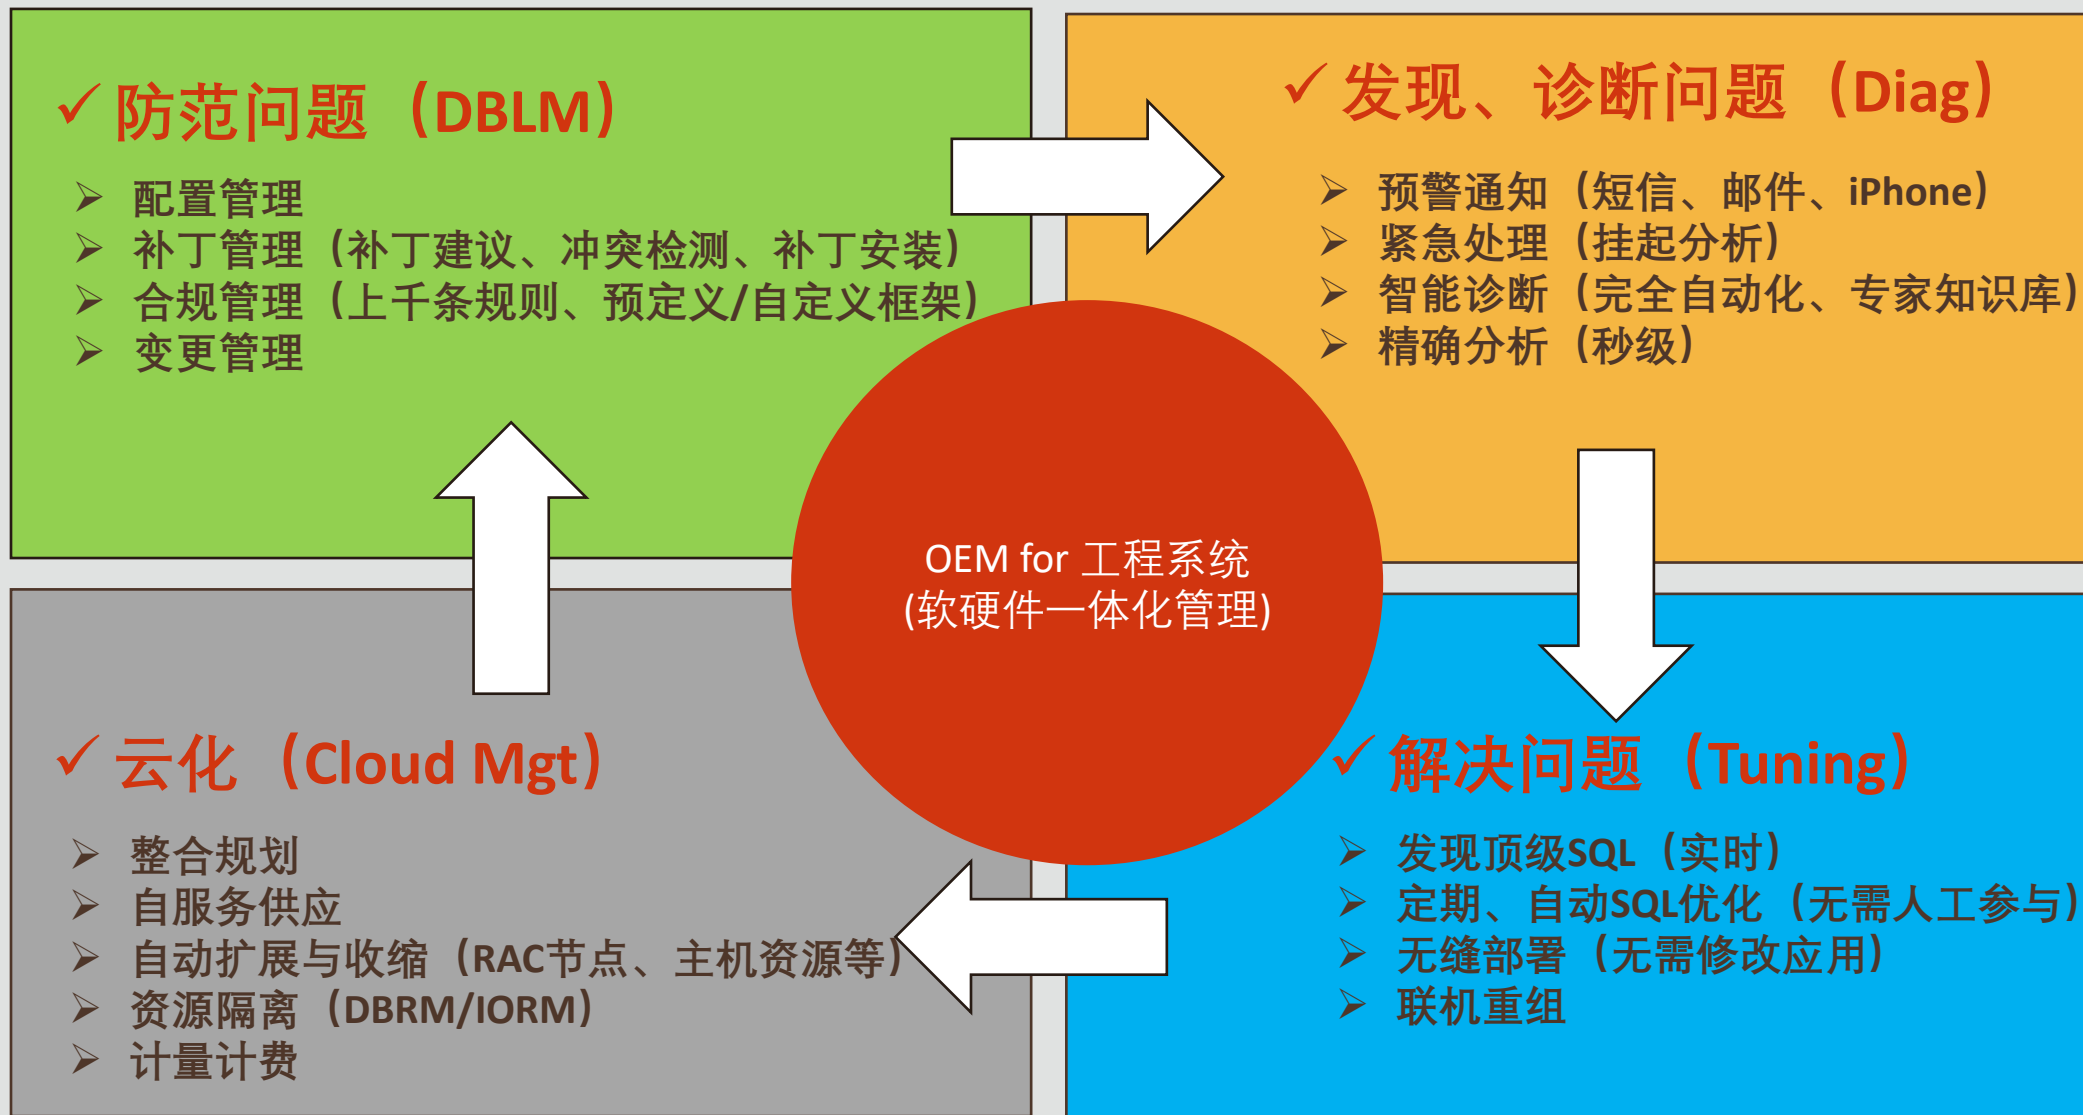 防范问题（DBLM）
配置管理
补丁管理（补丁建议、冲突检测、补丁安装）
合规管理（上千条规则、预定义/自定义框架）
变更管理
发现、诊断问题（Diag）
预警通知（短信、邮件、iPhone）
紧急处理（挂起分析）
智能诊断（完全自动化、专家知识库）
精确分析（秒级）
OEM for 工程系统
(软硬件一体化管理)
云化（Cloud Mgt）
整合规划
自服务供应
自动扩展与收缩（RAC节点、主机资源等）
资源隔离（DBRM/IORM）
计量计费
解决问题（Tuning）
发现顶级SQL（实时）
定期、自动SQL优化（无需人工参与）
无缝部署（无需修改应用）
联机重组